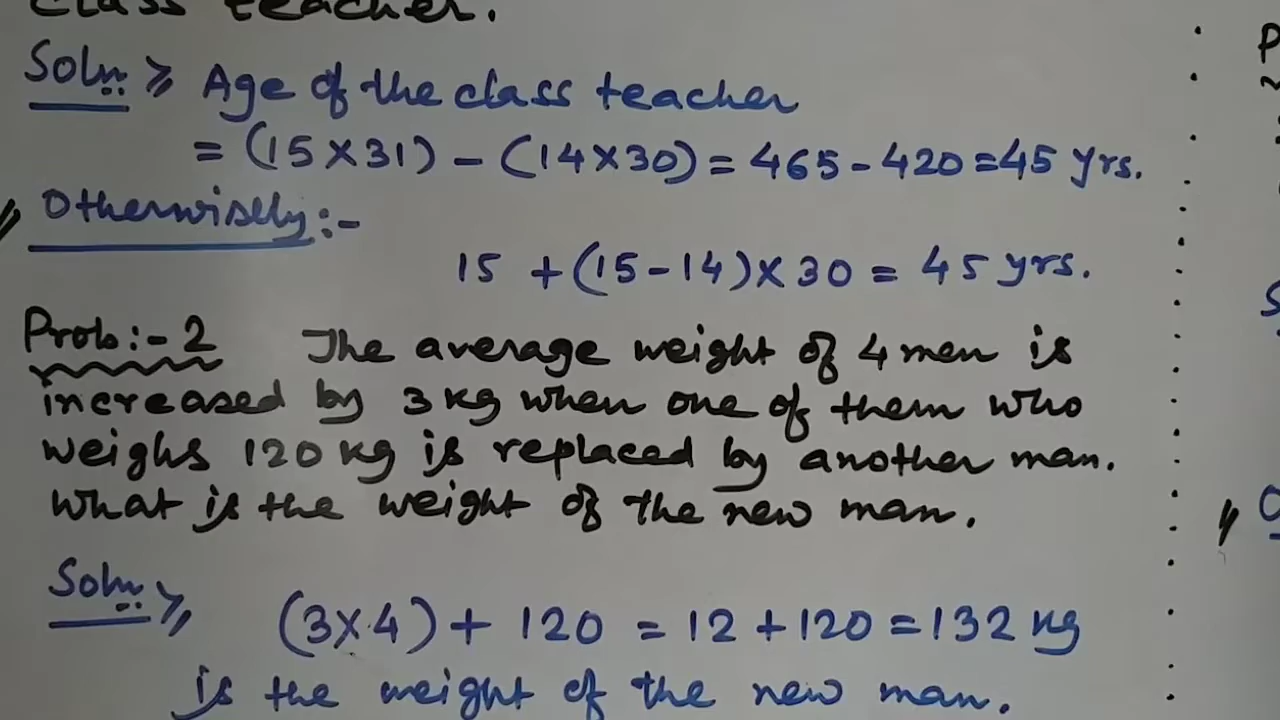 class teacher.
Soln:> Age of the class teacher
= (15×31) - (14×30) = 465-420=45 yrs.
Otherwisely:-
15 + (15-14)×30 = 45 yrs.
Prob:-2 The average weight of 4 men is
increased by 3 kg when one of them who
weighs 120 kg is replaced by another man.
What is the weight of the new man.
Soln:> (3×4) + 120 = 12 + 120 = 132 kg
is the weight of the new man.